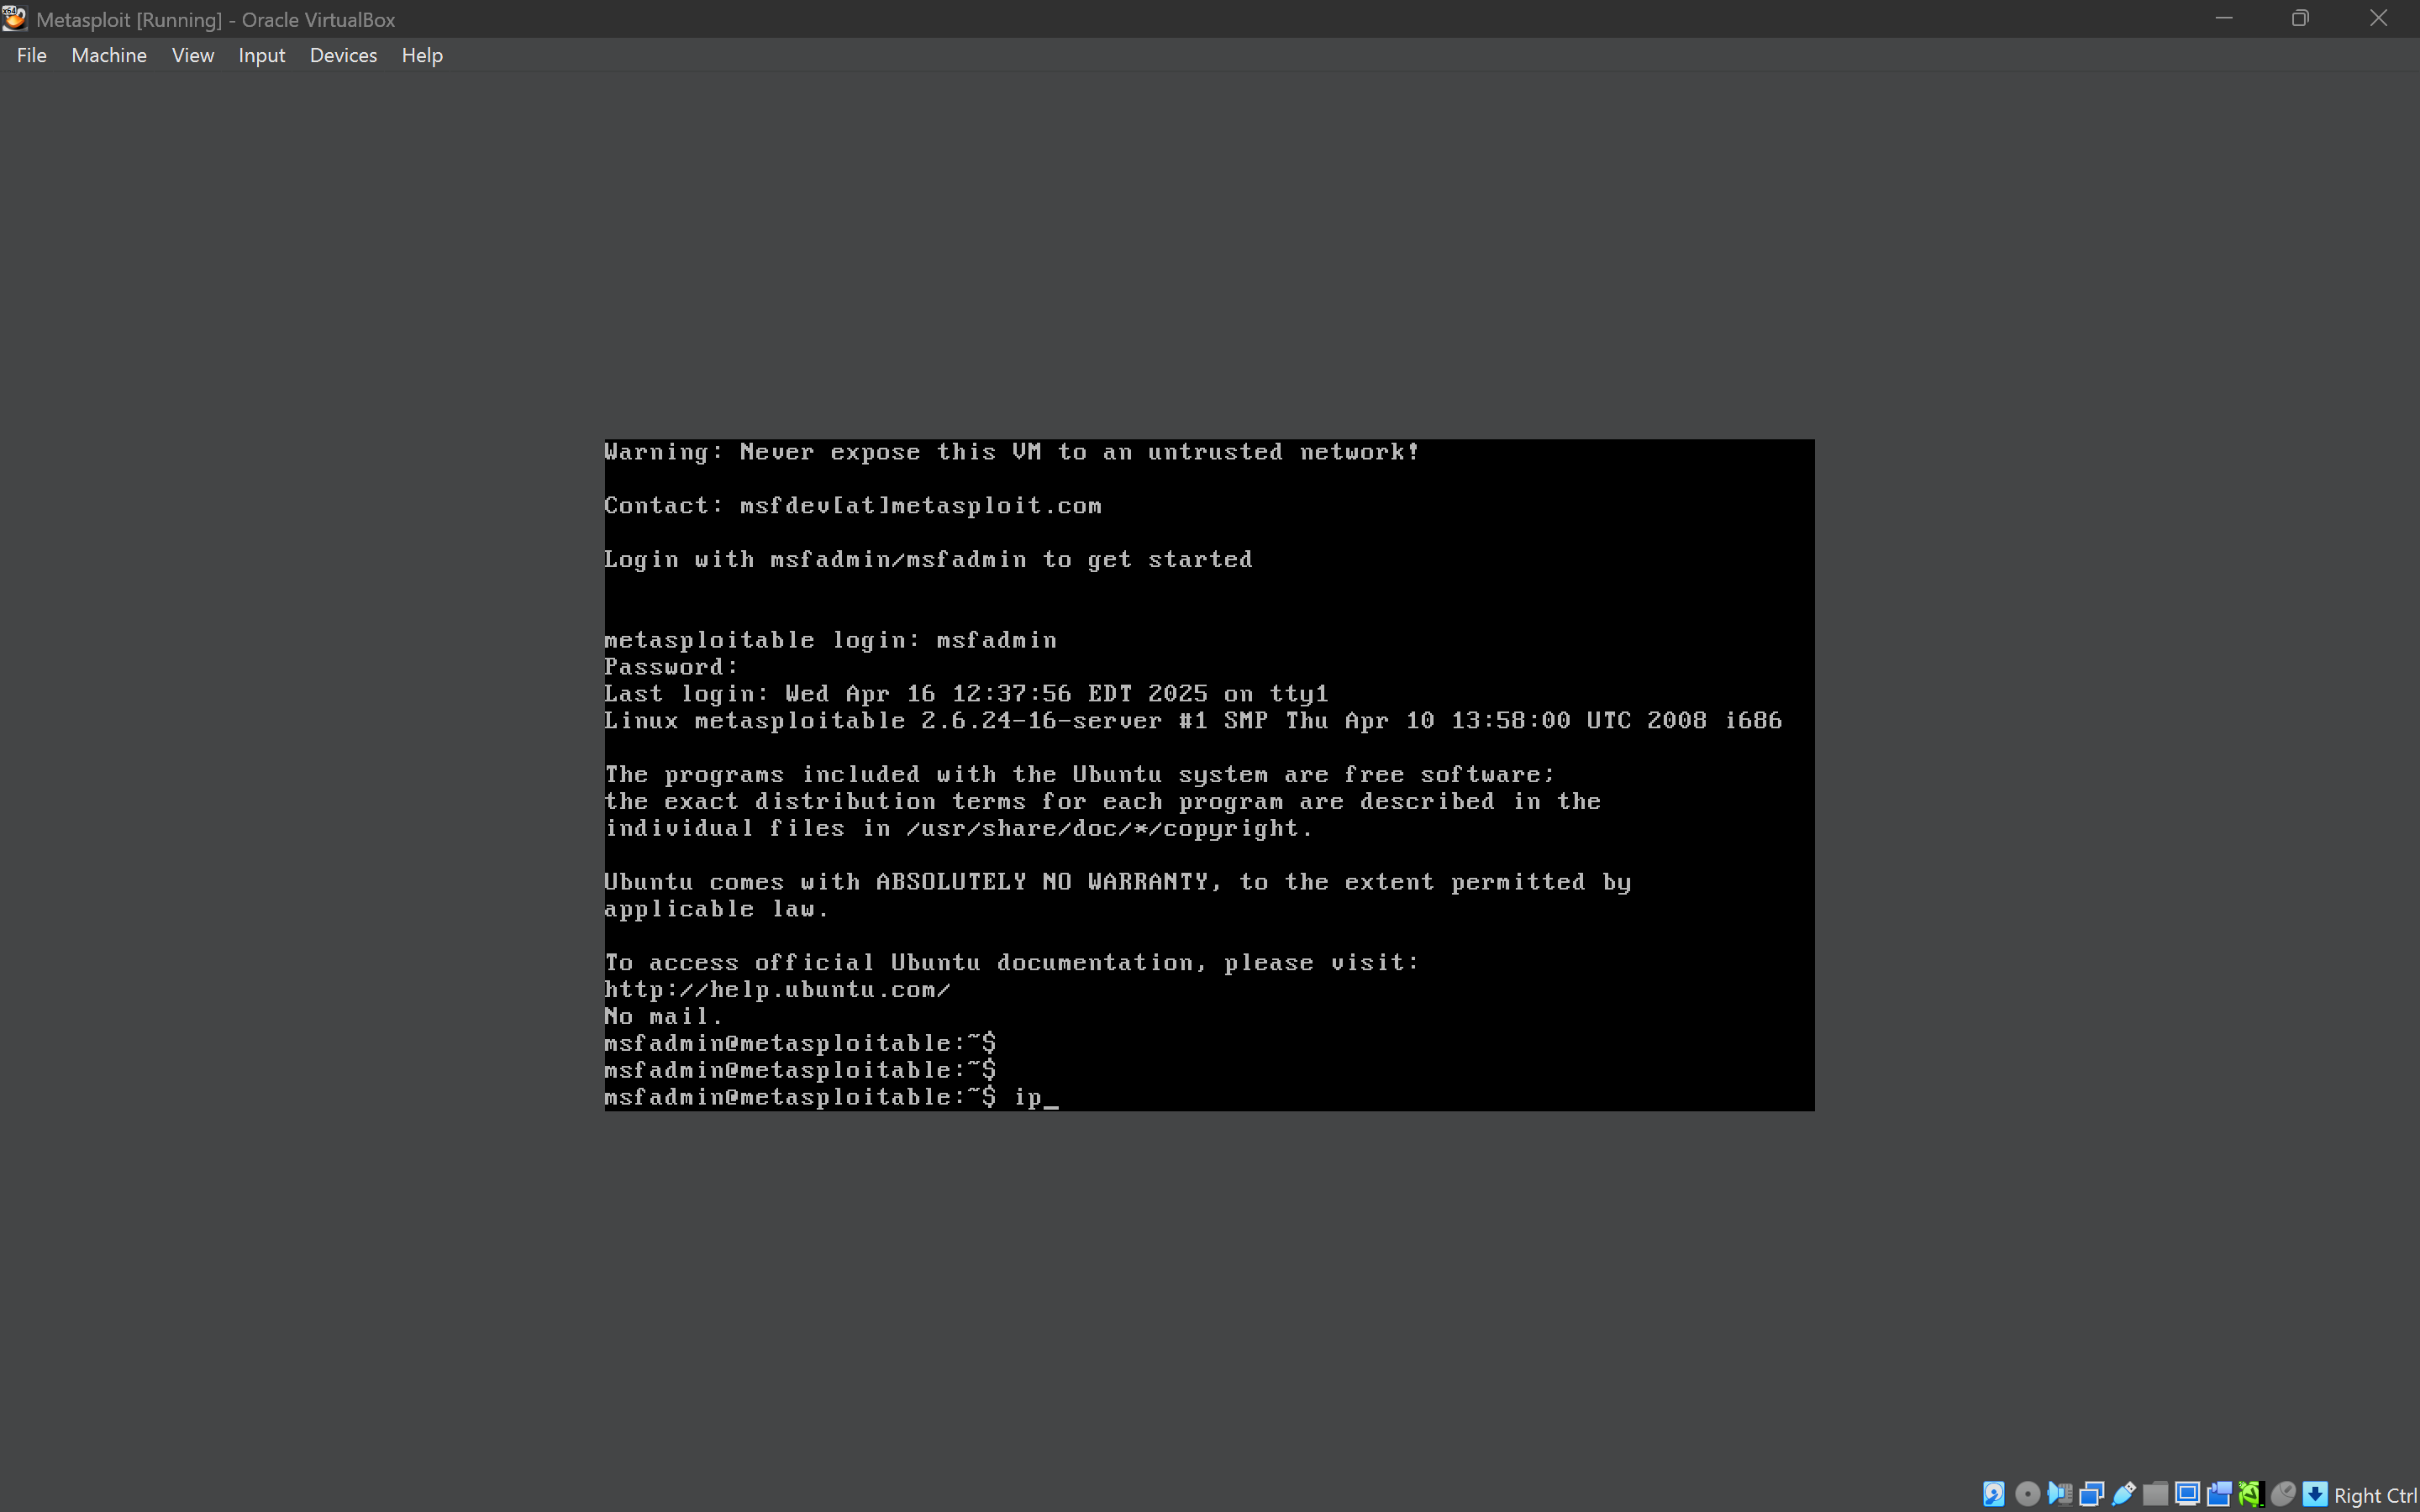 Metasploit [Running] - Oracle VirtualBox
File Machine View Input Devices Help
Warning: Never expose this VM to an untrusted network!
Contact: msfdev[at]metasploit.com
Login with msfadmin/msfadmin to get started
metasploitable login: msfadmin
Password:
Last login: Wed Apr 16 12:37:56 EDT 2025 on tty1
Linux metasploitable 2.6.24-16-server #1 SMP Thu Apr 10 13:58:00 UTC 2008 i686
The programs included with the Ubuntu system are free software;
the exact distribution terms for each program are described in the
individual files in /usr/share/doc/*/copyright.
Ubuntu comes with ABSOLUTELY NO WARRANTY, to the extent permitted by
applicable law.
To access official Ubuntu documentation, please visit:
http://help.ubuntu.com/
No mail.
msfadmin@metasploitable:~$
msfadmin@metasploitable:~$
msfadmin@metasploitable:~$ ip_
Right Ctrl